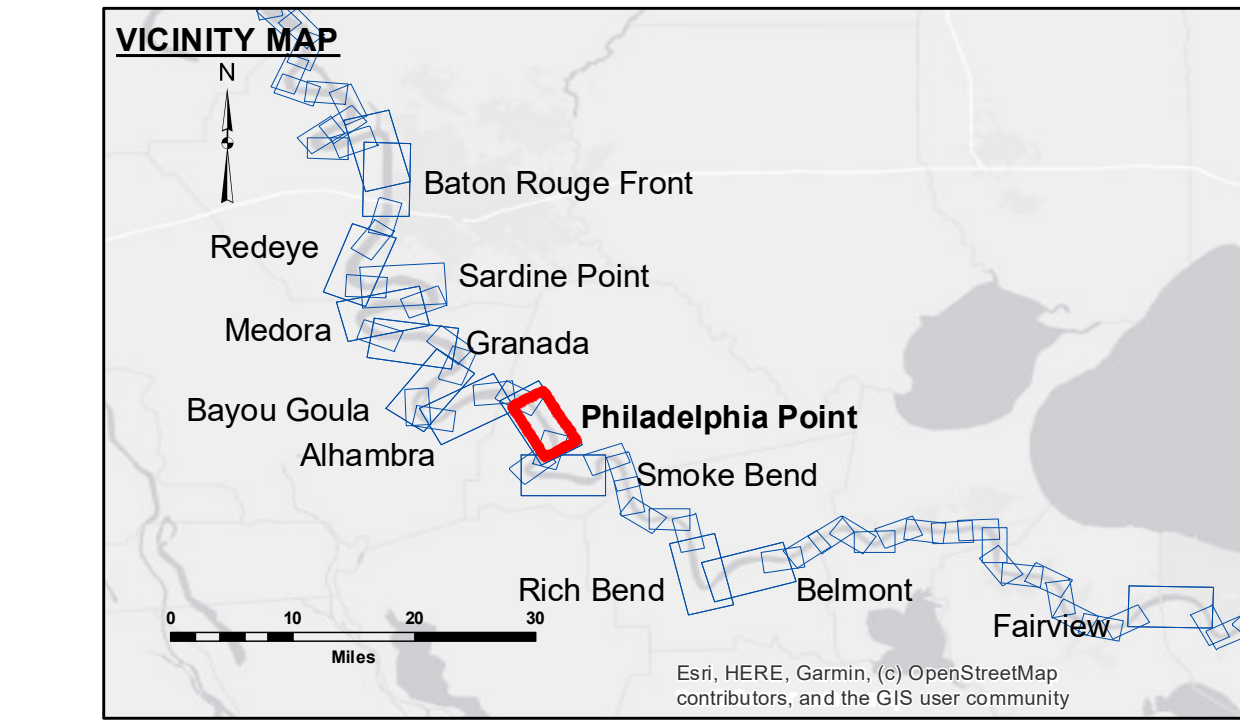 VICINITY MAP
N
Baton Rouge Front
Redeye
Sardine Point
Medora
Granada
Bayou Goula
Philadelphia Point
Alhambra
Smoke Bend
Rich Bend
Belmont
Fairview
0 10 20 30
Miles
Esri, HERE, Garmin, (c) OpenStreetMap
contributors, and the GIS user community